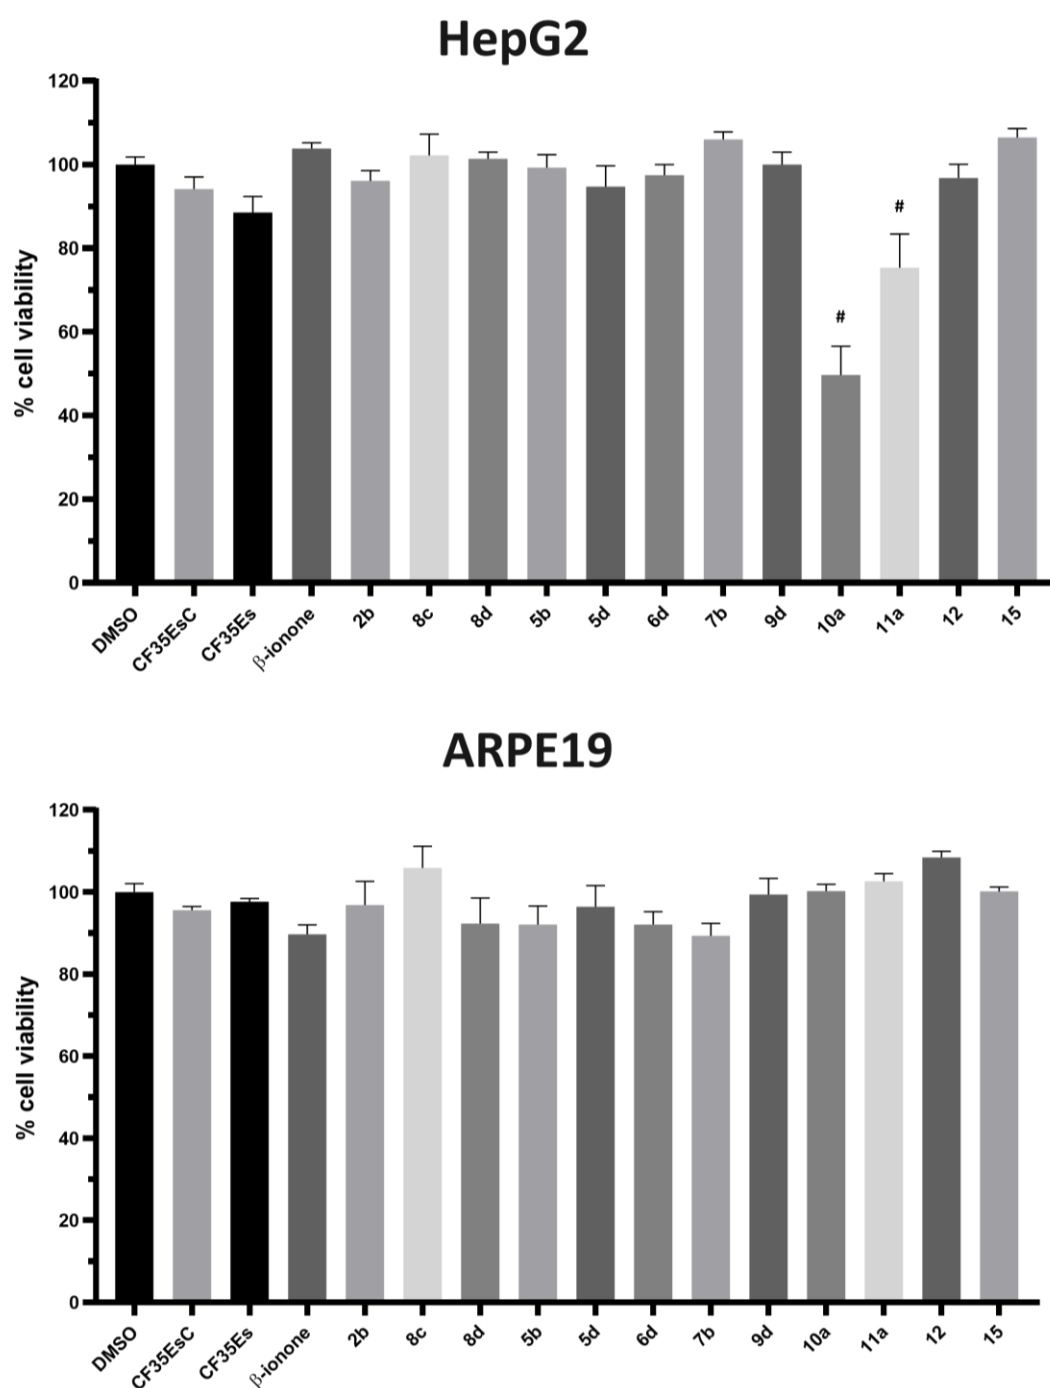 HepG2
% cell viability
120
100
80
60
40
20
0
#
#
DMSO
CF35EsC
CF35Es
β-ionone
2b
8c
8d
5b
5d
6d
7b
9d
10a
11a
12
15
ARPE19
% cell viability
120
100
80
60
40
20
0
DMSO
CF35EsC
CF35Es
β-ionone
2b
8c
8d
5b
5d
6d
7b
9d
10a
11a
12
15